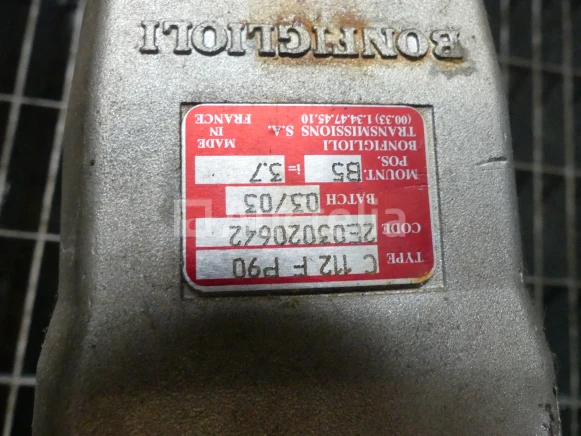 TYPE C 112 F P90
CODE 2E03020642
BATCH 03/03
MOUNT. POS. B5 i= 3.7
BONFIGLIOLI
TRANSMISSIONS S.A.
(00.33) 1.34.47.45.10
MADE
IN
FRANCE
BONFIGLIOLI